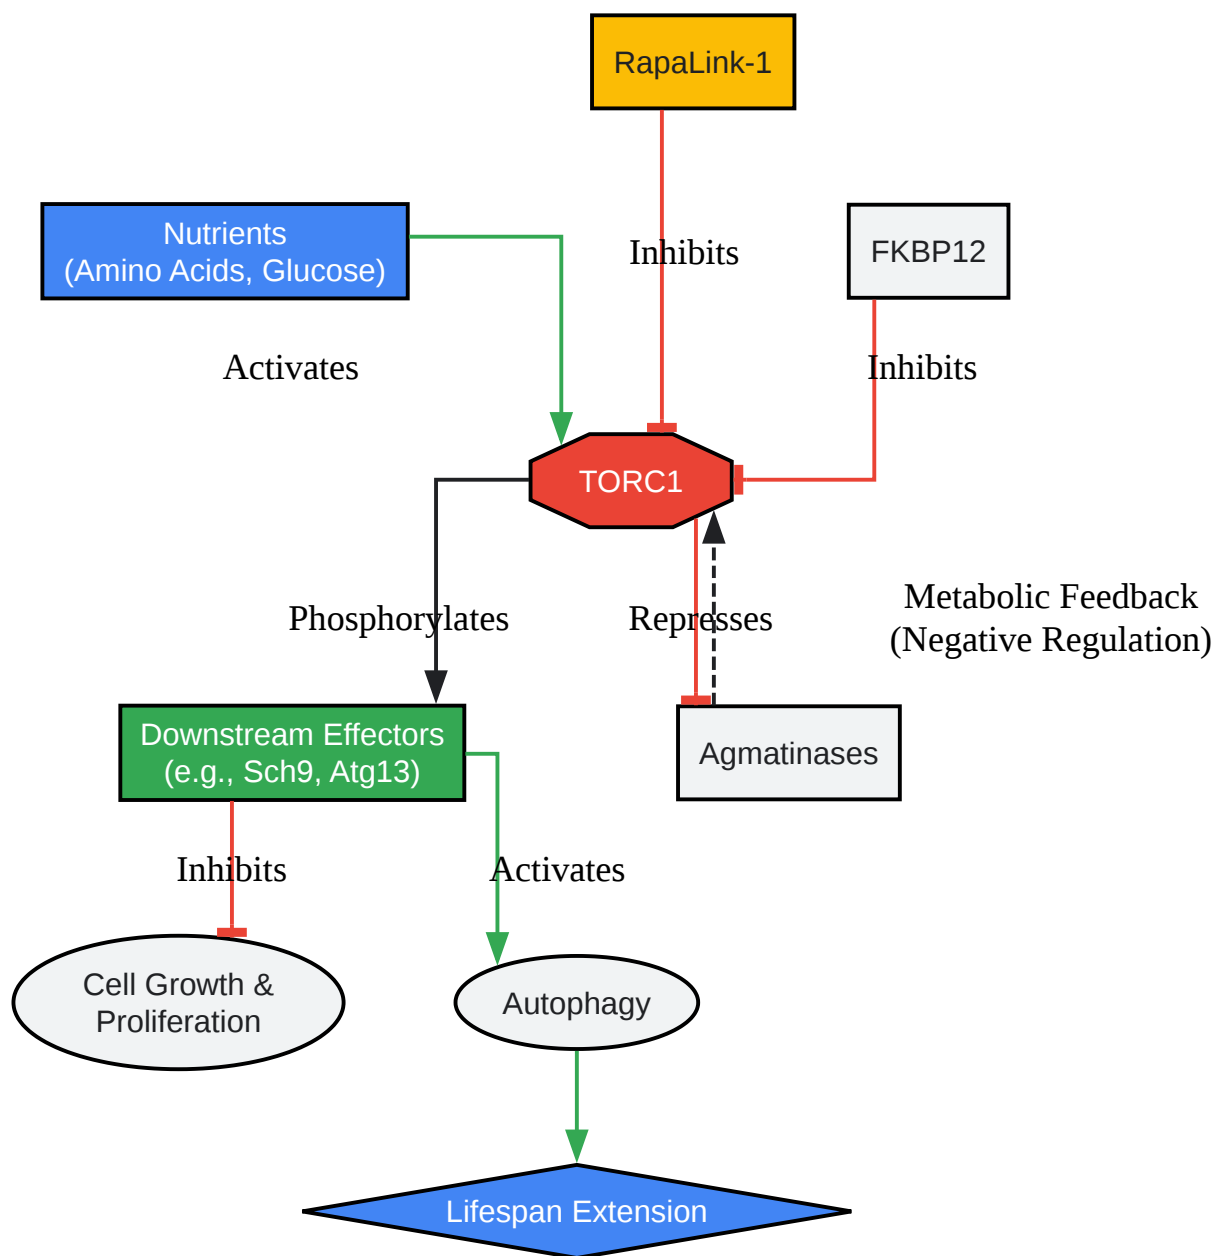 RapaLink-1
Nutrients
(Amino Acids, Glucose)
Inhibits
FKBP12
Activates
Inhibits
TORC1
Phosphorylates
Represses
Metabolic Feedback
(Negative Regulation)
Downstream Effectors
(e.g., Sch9, Atg13)
Agmatinases
Inhibits
Activates
Cell Growth &
Proliferation
Autophagy
Lifespan Extension